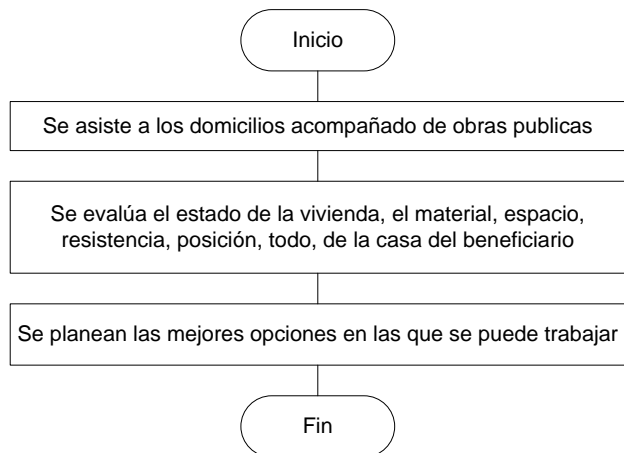 Inicio
Se asiste a los domicilios acompañado de obras publicas
Se evalúa el estado de la vivienda, el material, espacio,
resistencia, posición, todo, de la casa del beneficiario
Se planean las mejores opciones en las que se puede trabajar
Fin